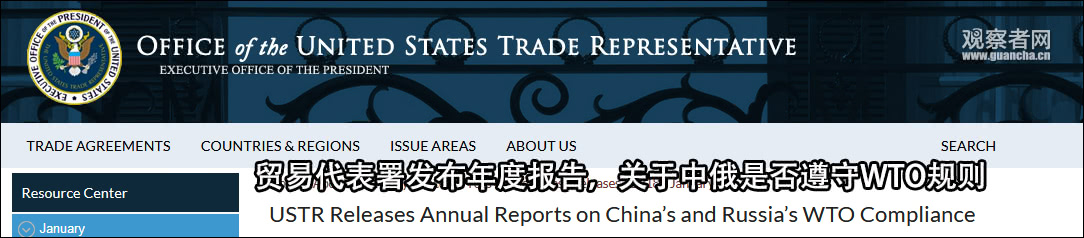 OFFICE of the UNITED STATES TRADE REPRESENTATIVE
EXECUTIVE OFFICE OF THE PRESIDENT
观察者网
www.guancha.cn
TRADE AGREEMENTS COUNTRIES & REGIONS ISSUE AREAS ABOUT US SEARCH
贸易代表署发布年度报告，关于中俄是否遵守WTO规则
Resource Center
USTR Releases Annual Reports on China's and Russia's WTO Compliance
January